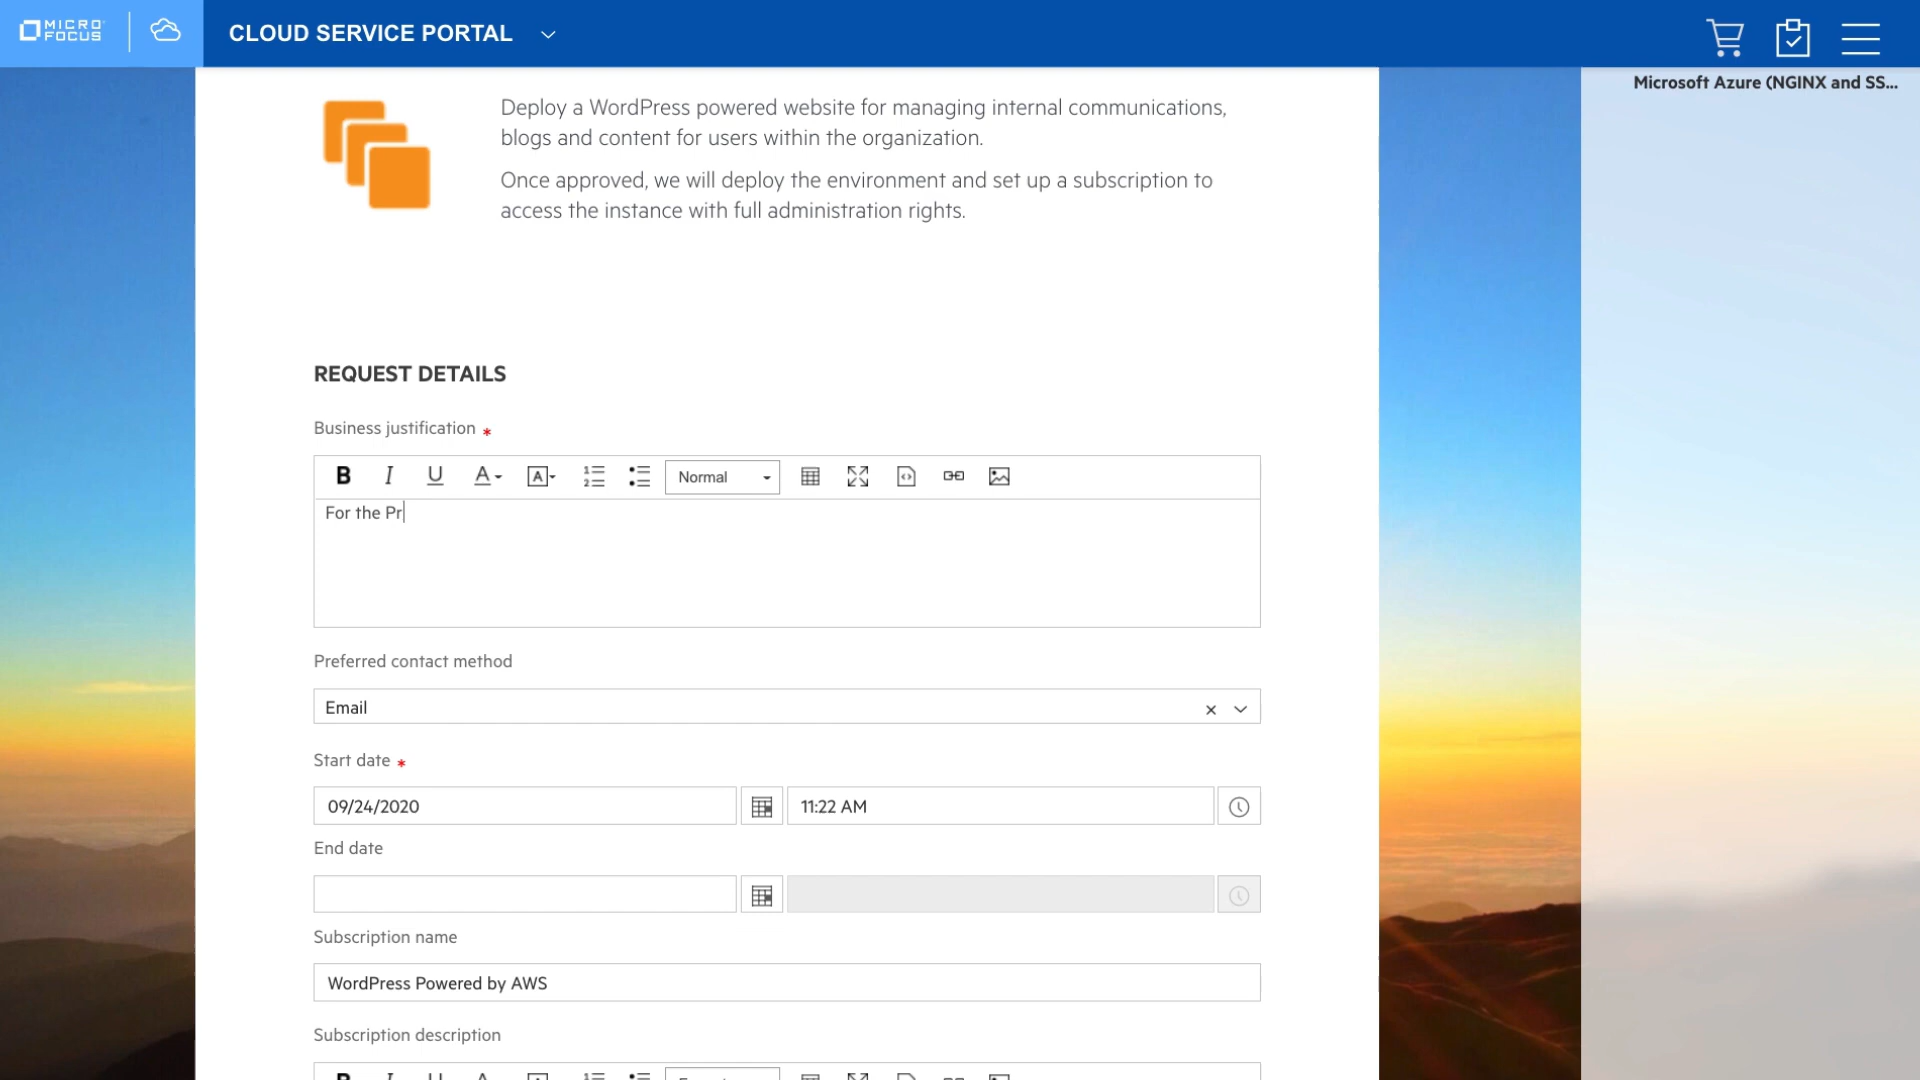 MICRO
FOCUS
CLOUD SERVICE PORTAL
Microsoft Azure (NGINX and SS...
Deploy a WordPress powered website for managing internal communications,
blogs and content for users within the organization.
Once approved, we will deploy the environment and set up a subscription to
access the instance with full administration rights.
REQUEST DETAILS
Business justification *
B I U A A Normal
For the Pr
Preferred contact method
Email
Start date *
09/24/2020 11:22 AM
End date
Subscription name
WordPress Powered by AWS
Subscription description